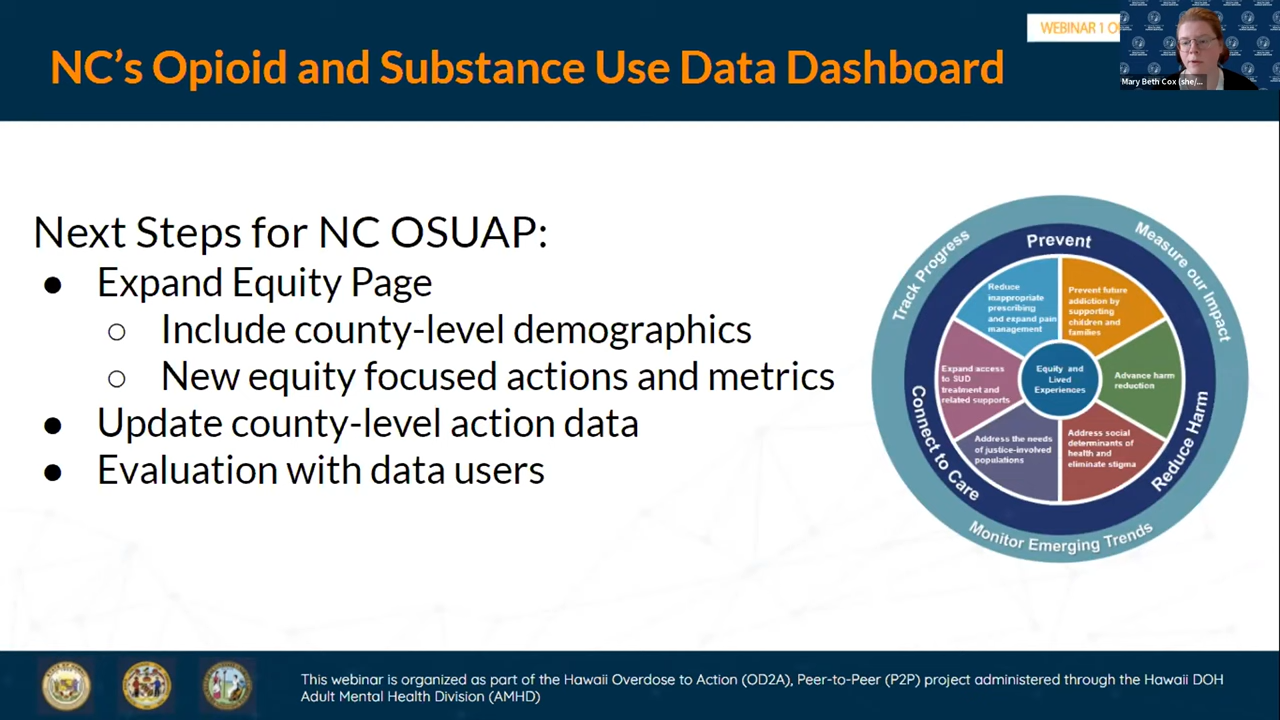 NC's Opioid and Substance Use Data Dashboard
WEBINAR 1 O
Mary Beth Cox (she/...
Next Steps for NC OSUAP:
● Expand Equity Page
○ Include county-level demographics
○ New equity focused actions and metrics
● Update county-level action data
● Evaluation with data users
Track Progress
Measure our Impact
Monitor Emerging Trends
Prevent
Reduce Harm
Connect to Care
Reduce
inappropriate
prescribing
and expand pain
management
Prevent future
addiction by
supporting
children and
families
Expand access
to SUD
treatment and
related supports
Equity and
Lived
Experiences
Advance harm
reduction
Address the needs
of justice-involved
populations
Address social
determinants of
health and
eliminate stigma
This webinar is organized as part of the Hawaii Overdose to Action (OD2A), Peer-to-Peer (P2P) project administered through the Hawaii DOH
Adult Mental Health Division (AMHD)